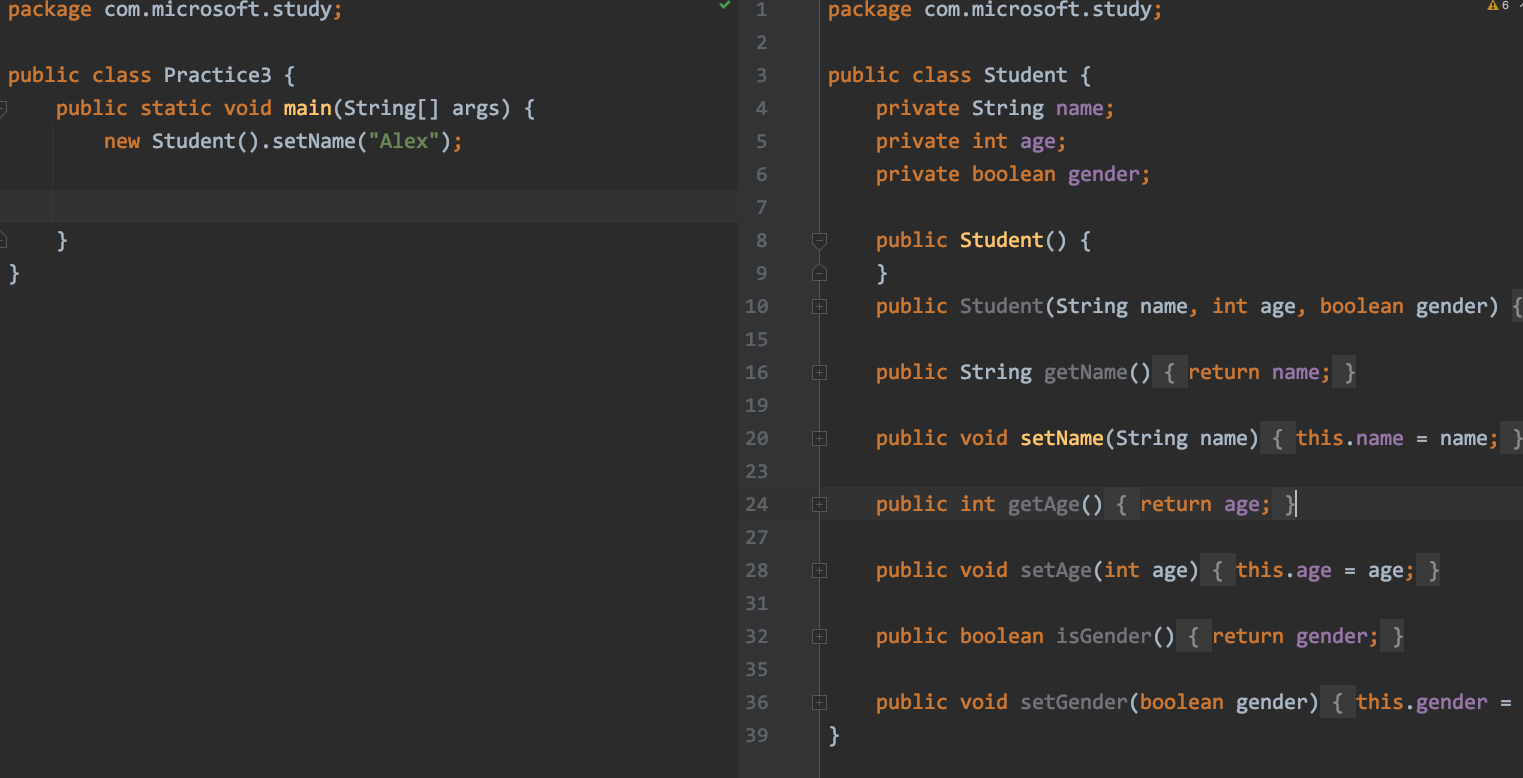 package com.microsoft.study;
public class Practice3 {
public static void main(String[] args) {
new Student().setName("Alex");
}
}
1 package com.microsoft.study;
6
2
3 public class Student {
4 private String name;
5 private int age;
6 private boolean gender;
7
8 public Student() {
9 }
10 public Student(String name, int age, boolean gender) {
15
16 public String getName() { return name; }
19
20 public void setName(String name) { this.name = name; }
23
24 public int getAge() { return age; }
27
28 public void setAge(int age) { this.age = age; }
31
32 public boolean isGender() { return gender; }
35
36 public void setGender(boolean gender) { this.gender =
39 }